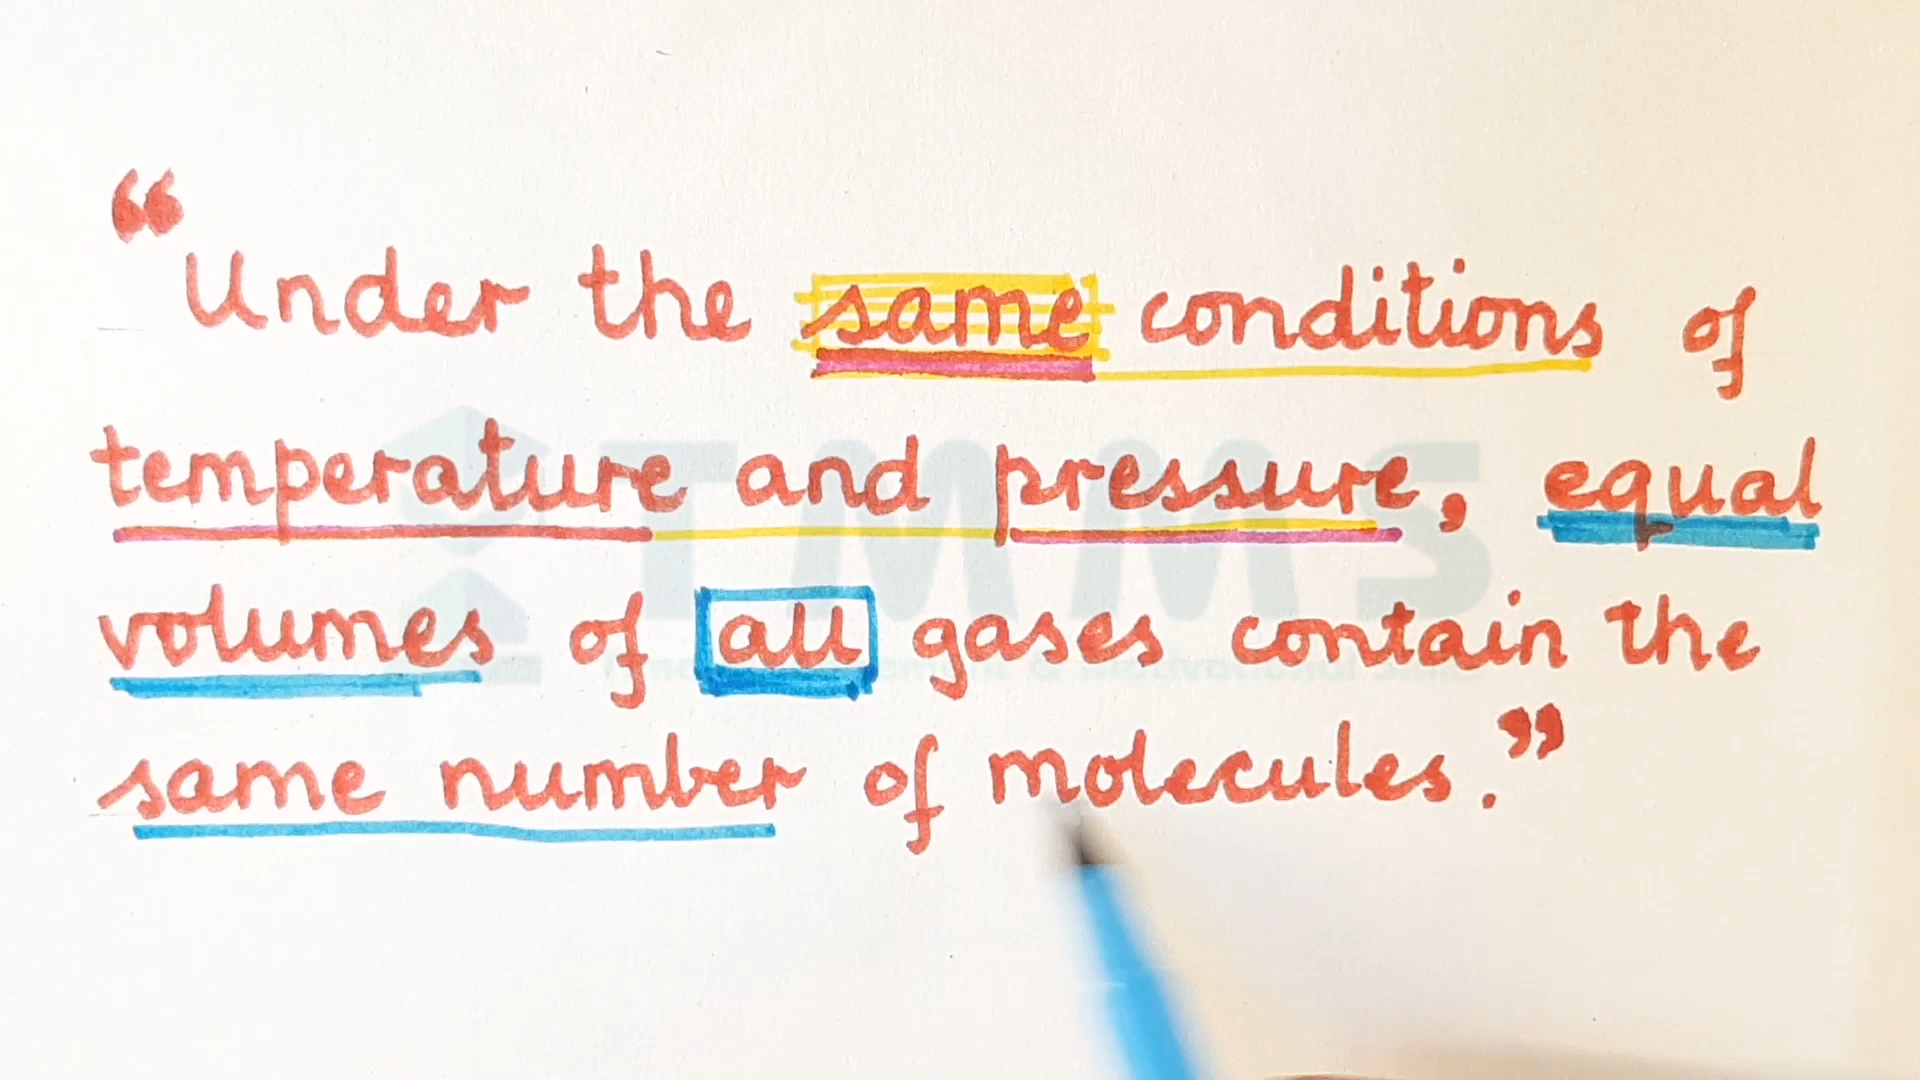 “Under the same conditions of
temperature and pressure, equal
volumes of all gases contain the
same number of molecules.”
TMMS